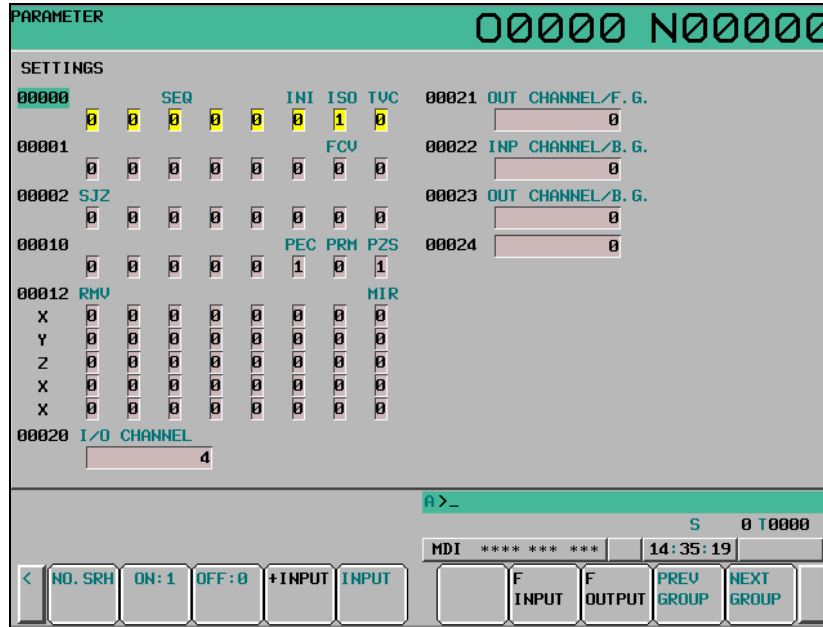 PARAMETER O0000 N00000
SETTINGS
00000 SEQ INI ISO TVC
0 0 0 0 0 0 1 0
00001 FCV
0 0 0 0 0 0 0 0
00002 SJZ
0 0 0 0 0 0 0 0
00010 PEC PRM PZS
0 0 0 0 0 1 0 1
00012 RMV MIR
X 0 0 0 0 0 0 0 0
Y 0 0 0 0 0 0 0 0
Z 0 0 0 0 0 0 0 0
X 0 0 0 0 0 0 0 0
X 0 0 0 0 0 0 0 0
00020 I/O CHANNEL
4
00021 OUT CHANNEL/F.G.
0
00022 INP CHANNEL/B.G.
0
00023 OUT CHANNEL/B.G.
0
00024 0
A>_
S 0 T0000
MDI **** *** *** 14:35:19
< NO.SRH ON:1 OFF:0 +INPUT INPUT
F INPUT
F OUTPUT
PREV GROUP
NEXT GROUP